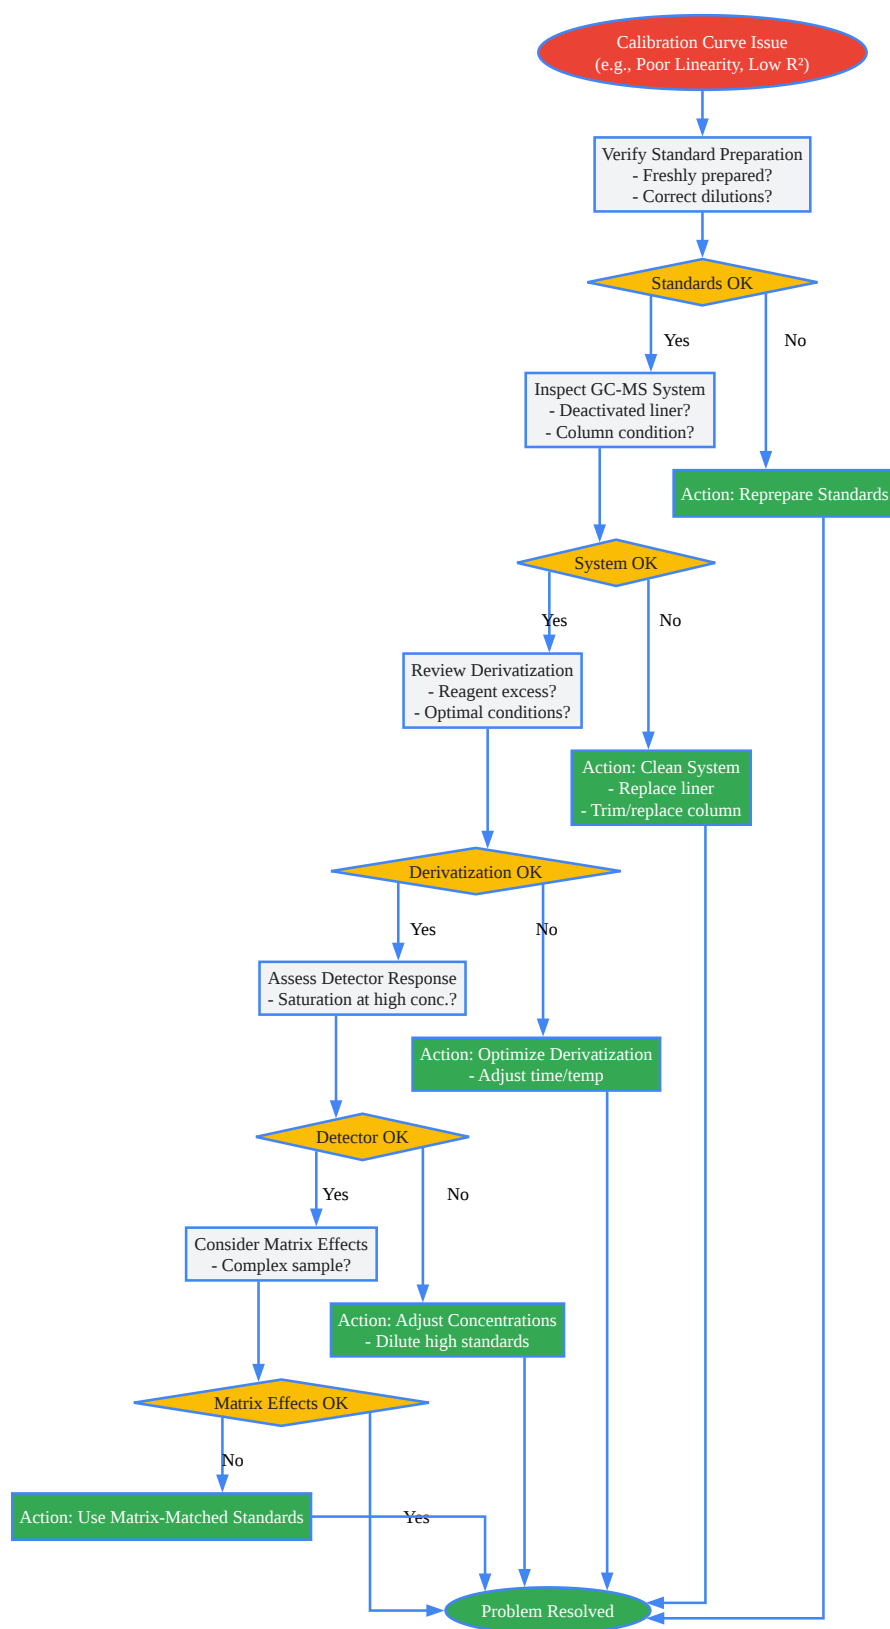 Calibration Curve Issue
(e.g., Poor Linearity, Low R²)
Verify Standard Preparation
- Freshly prepared?
- Correct dilutions?
Standards OK
Yes
No
Inspect GC-MS System
- Deactivated liner?
- Column condition?
Action: Reprepare Standards
System OK
Yes
No
Review Derivatization
- Reagent excess?
- Optimal conditions?
Action: Clean System
- Replace liner
- Trim/replace column
Derivatization OK
Yes
No
Assess Detector Response
- Saturation at high conc.?
Action: Optimize Derivatization
- Adjust time/temp
Detector OK
Yes
No
Consider Matrix Effects
- Complex sample?
Action: Adjust Concentrations
- Dilute high standards
Matrix Effects OK
No
Action: Use Matrix-Matched Standards
Yes
Problem Resolved